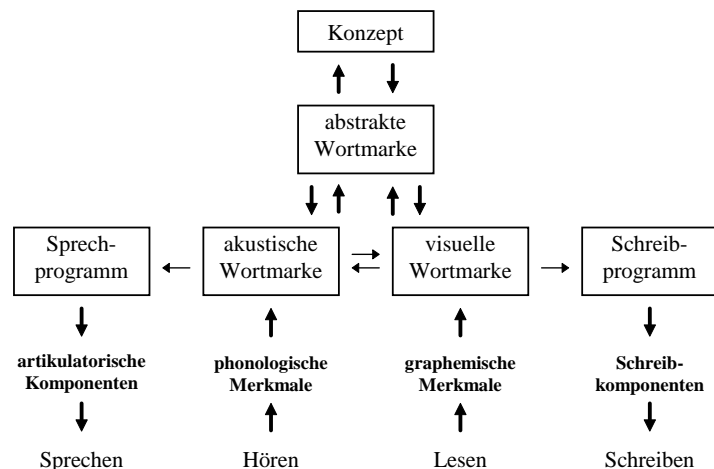 Konzept
abstrakte
Wortmarke
Sprech-
programm
akustische
Wortmarke
visuelle
Wortmarke
Schreib-
programm
artikulatorische
Komponenten
phonologische
Merkmale
graphemische
Merkmale
Schreib-
komponenten
Sprechen
Hören
Lesen
Schreiben